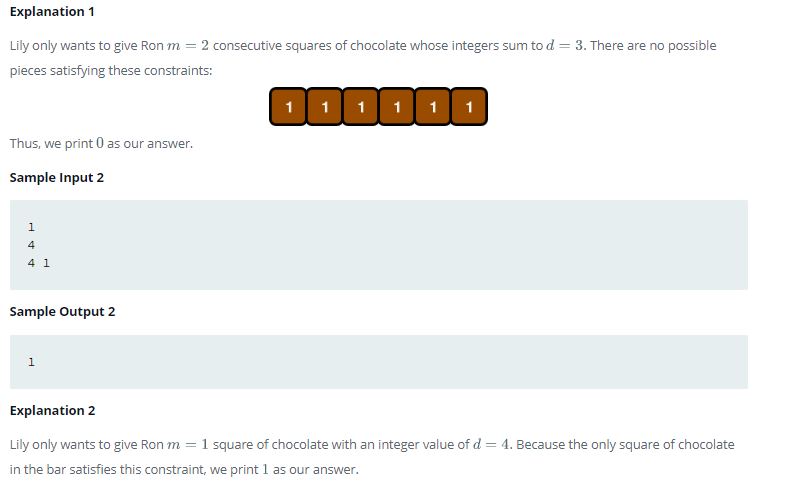 Explanation 1
Lily only wants to give Ron m = 2 consecutive squares of chocolate whose integers sum to d = 3. There are no possible
pieces satisfying these constraints:
1 1 1 1 1 1
Thus, we print 0 as our answer.
Sample Input 2
1
4
4 1
Sample Output 2
1
Explanation 2
Lily only wants to give Ron m = 1 square of chocolate with an integer value of d = 4. Because the only square of chocolate
in the bar satisfies this constraint, we print 1 as our answer.